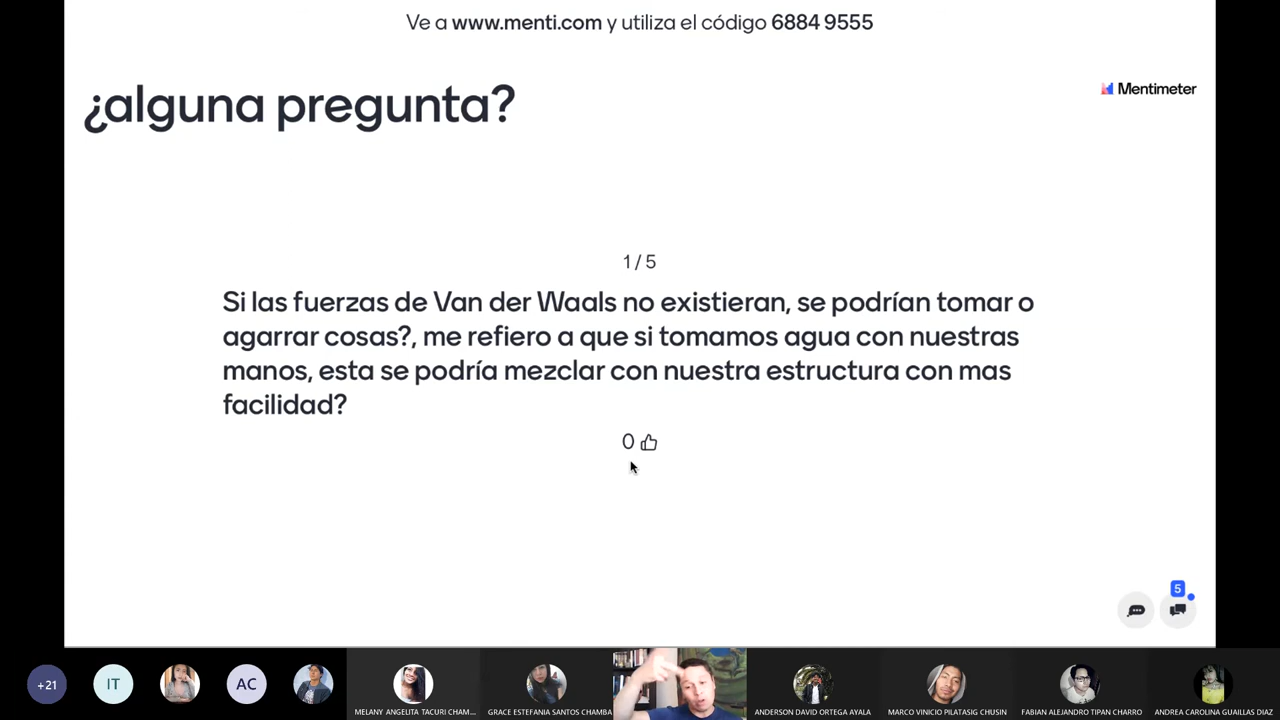 Ve a www.menti.com y utiliza el código 6884 9555
¿alguna pregunta?
Mentimeter
1 / 5
Si las fuerzas de Van der Waals no existieran, se podrían tomar o
agarrar cosas?, me refiero a que si tomamos agua con nuestras
manos, esta se podría mezclar con nuestra estructura con mas
facilidad?
0
5
+21
IT
AC
MELANY ANGELITA TACURI CHAM...
GRACE ESTEFANIA SANTOS CHAMBA
ANDERSON DAVID ORTEGA AYALA
MARCO VINICIO PILATASIG CHUSIN
FABIAN ALEJANDRO TIPAN CHARRO
ANDREA CAROLINA GUAILLAS DIAZ